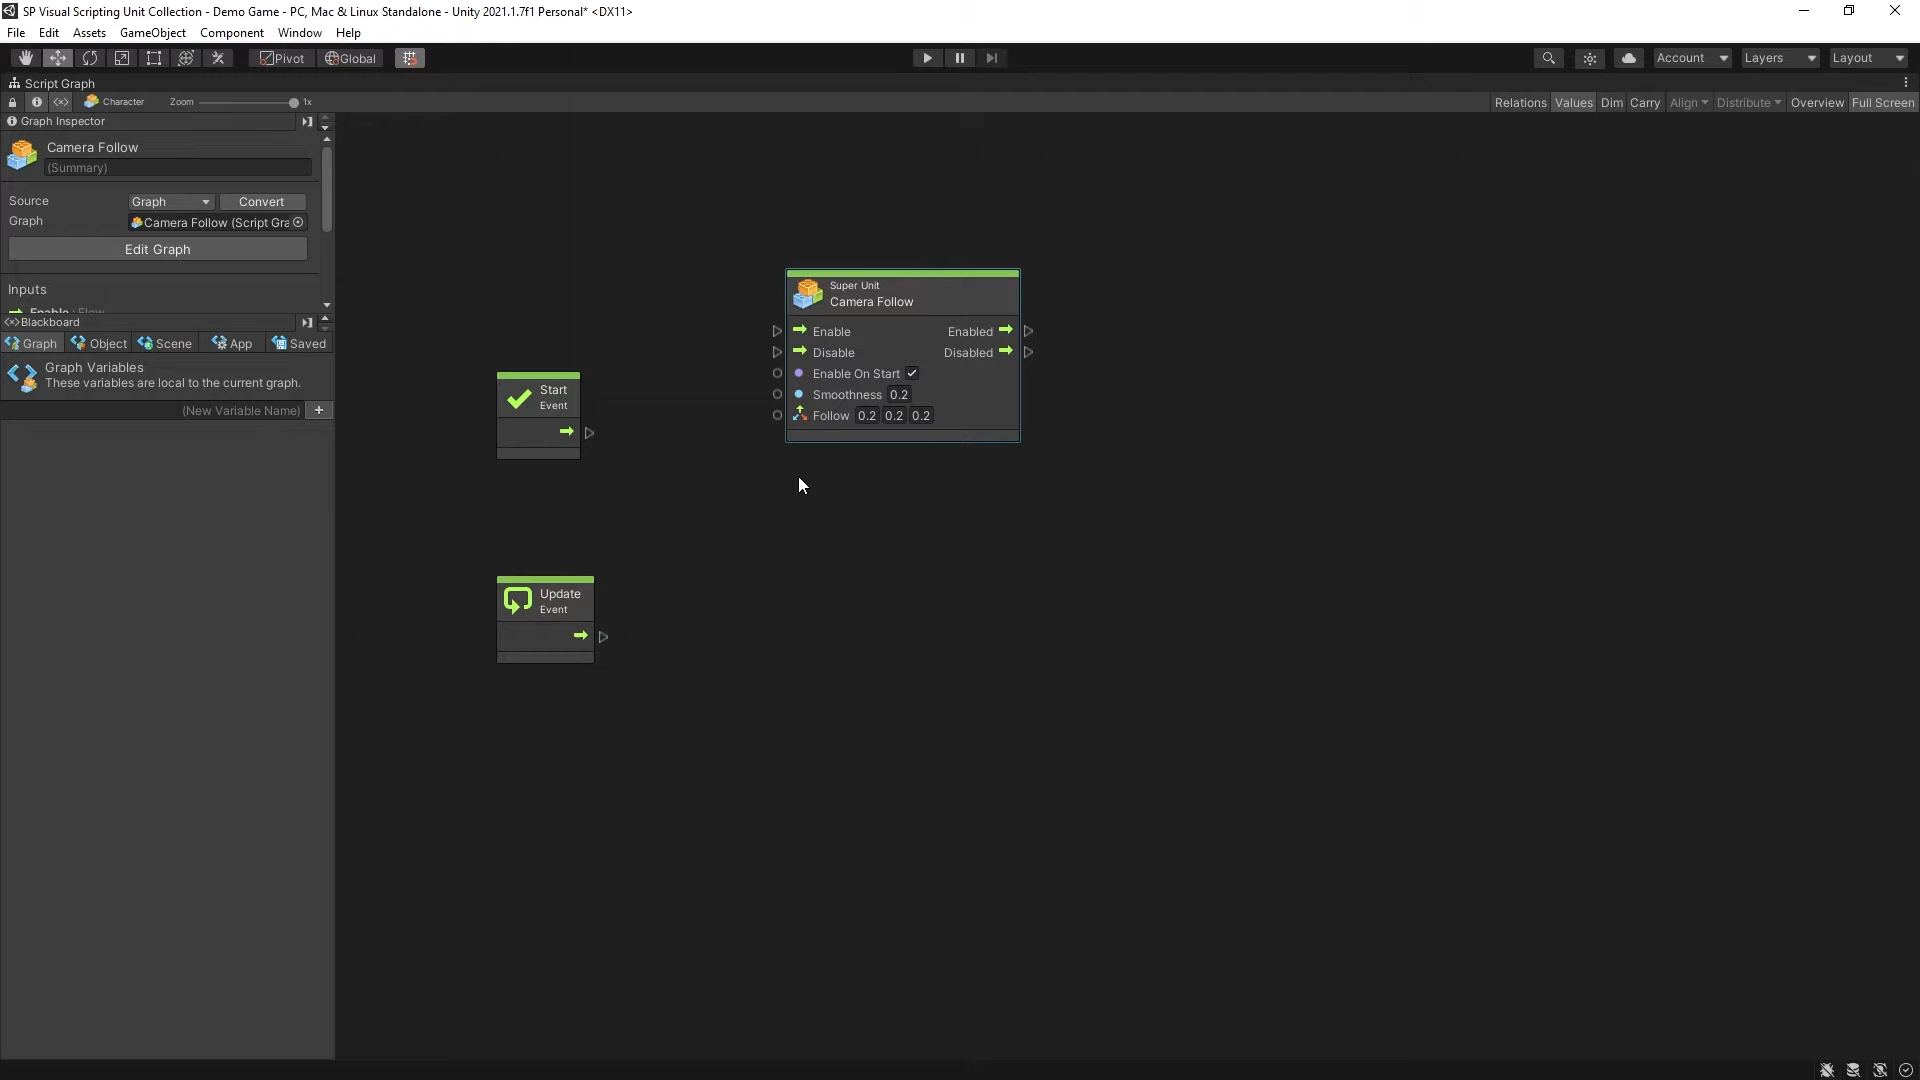 SP Visual Scripting Unit Collection - Demo Game - PC, Mac & Linux Standalone - Unity 2021.1.7f1 Personal* <DX11>
File Edit Assets GameObject Component Window Help
Pivot Global Account Layers Layout
Script Graph
Character Zoom 1x Relations Values Dim Carry Align Distribute Overview Full Screen
Graph Inspector
Camera Follow
(Summary)
Source Graph Convert
Graph Camera Follow (Script Gra
Edit Graph
Inputs
Enable : Flow
Blackboard
Graph Object Scene App Saved
Graph Variables
These variables are local to the current graph.
(New Variable Name) +
Super Unit
Camera Follow
Enable Enabled
Disable Disabled
Enable On Start
Smoothness 0.2
Follow 0.2 0.2 0.2
Start
Event
Update
Event